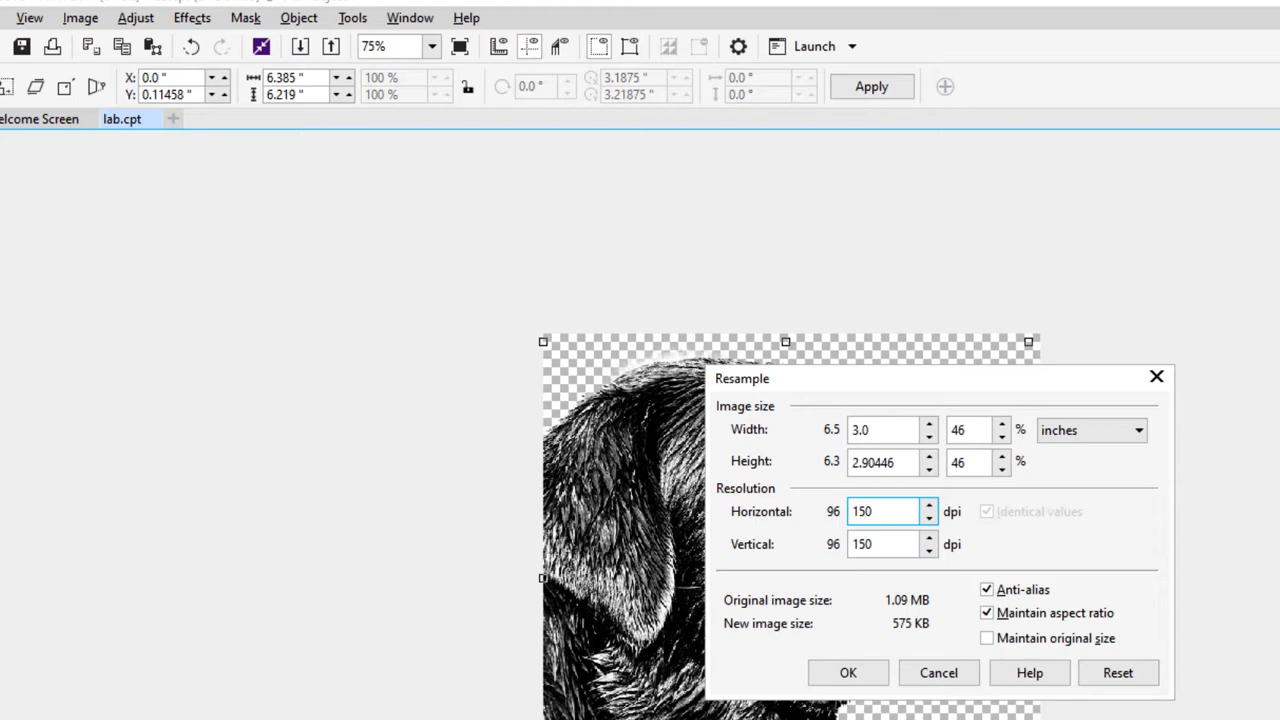 View Image Adjust Effects Mask Object Tools Window Help
75% Launch
X: 0.0 " 6.385 " 100 % 0.0 ° 3.1875 " 0.0 ° Apply
Y: 0.11458 " 6.219 " 100 % 3.21875 " 0.0 °
elcome Screen lab.cpt
Resample
Image size
Width: 6.5 3.0 46 % inches
Height: 6.3 2.90446 46 %
Resolution
Horizontal: 96 150 dpi Identical values
Vertical: 96 150 dpi
Anti-alias
Original image size: 1.09 MB
Maintain aspect ratio
New image size: 575 KB
Maintain original size
OK Cancel Help Reset